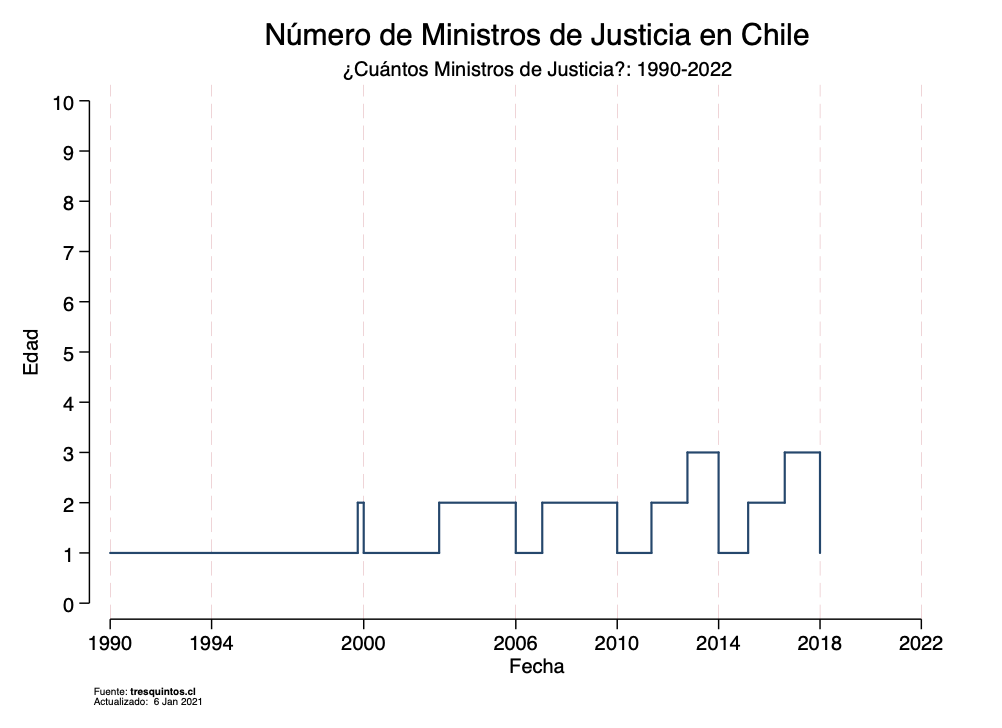 Número de Ministros de Justicia en Chile
¿Cuántos Ministros de Justicia?: 1990-2022
10
9
8
7
6
5
4
3
2
1
0
Edad
1990 1994 2000 2006 2010 2014 2018 2022
Fecha
Fuente: tresquintos.cl
Actualizado: 6 Jan 2021